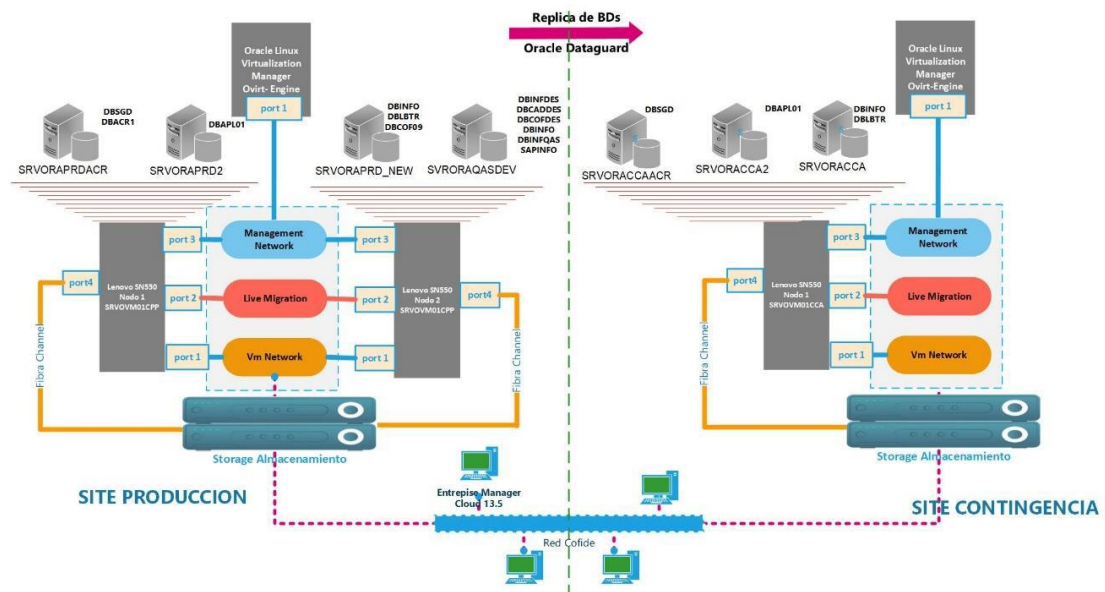 Replica de BDs
Oracle Dataguard
Oracle Linux
Virtualization
Manager
Ovirt- Engine
port 1
DBSGD
DBACR1
SRVORAPRDACR
DBAPL01
SRVORAPRD2
DBINFO
DBLBTR
DBCOF09
SRVORAPRD_NEW
DBINFDES
DBCADDES
DBCOFDES
DBINFO
DBINFQAS
SAPINFO
SVRORAQASDEV
port 3
Management
Network
port 3
port4
Lenovo SN550
Nodo 1
SRVOVM01CPP
port 2
Live Migration
port 2
Lenovo SN550
Nodo 2
SRVOVM01CPP
port4
port 1
Vm Network
port 1
Fibra Channel
Fibra Channel
Storage Almacenamiento
SITE PRODUCCION
Oracle Linux
Virtualization
Manager
Ovirt-Engine
port 1
DBSGD
SRVORACCAACR
DBAPL01
SRVORACCA2
DBINFO
DBLBTR
SRVORACCA
port 3
Management
Network
port4
Lenovo SN550
Nodo 1
SRVOVM01CCA
port 2
Live Migration
port 1
Vm Network
Fibra Channel
Storage Almacenamiento
SITE CONTINGENCIA
Entrepise Manager
Cloud 13.5
Red Cofide